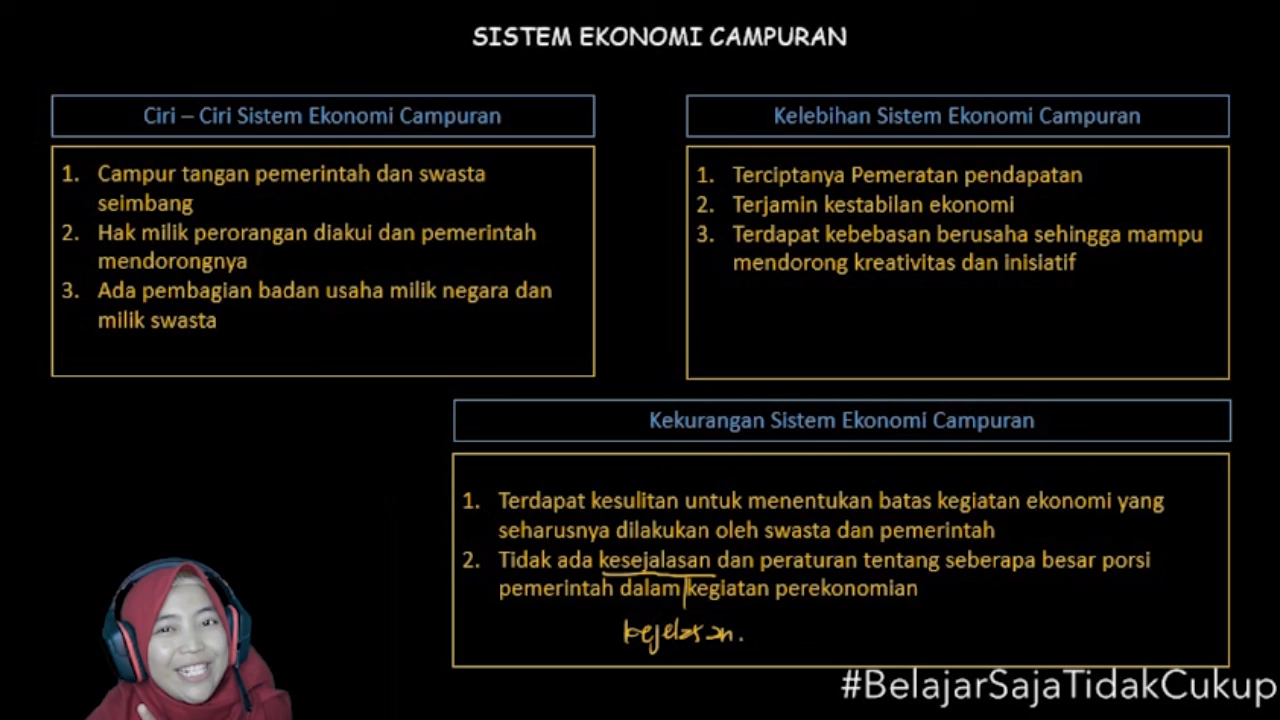 SISTEM EKONOMI CAMPURAN
Ciri – Ciri Sistem Ekonomi Campuran
1. Campur tangan pemerintah dan swasta
seimbang
2. Hak milik perorangan diakui dan pemerintah
mendorongnya
3. Ada pembagian badan usaha milik negara dan
milik swasta
Kelebihan Sistem Ekonomi Campuran
1. Terciptanya Pemeratan pendapatan
2. Terjamin kestabilan ekonomi
3. Terdapat kebebasan berusaha sehingga mampu
mendorong kreativitas dan inisiatif
Kekurangan Sistem Ekonomi Campuran
1. Terdapat kesulitan untuk menentukan batas kegiatan ekonomi yang
seharusnya dilakukan oleh swasta dan pemerintah
2. Tidak ada kesejalasan dan peraturan tentang seberapa besar porsi
pemerintah dalam kegiatan perekonomian
kejelasan.
#BelajarSajaTidakCukup